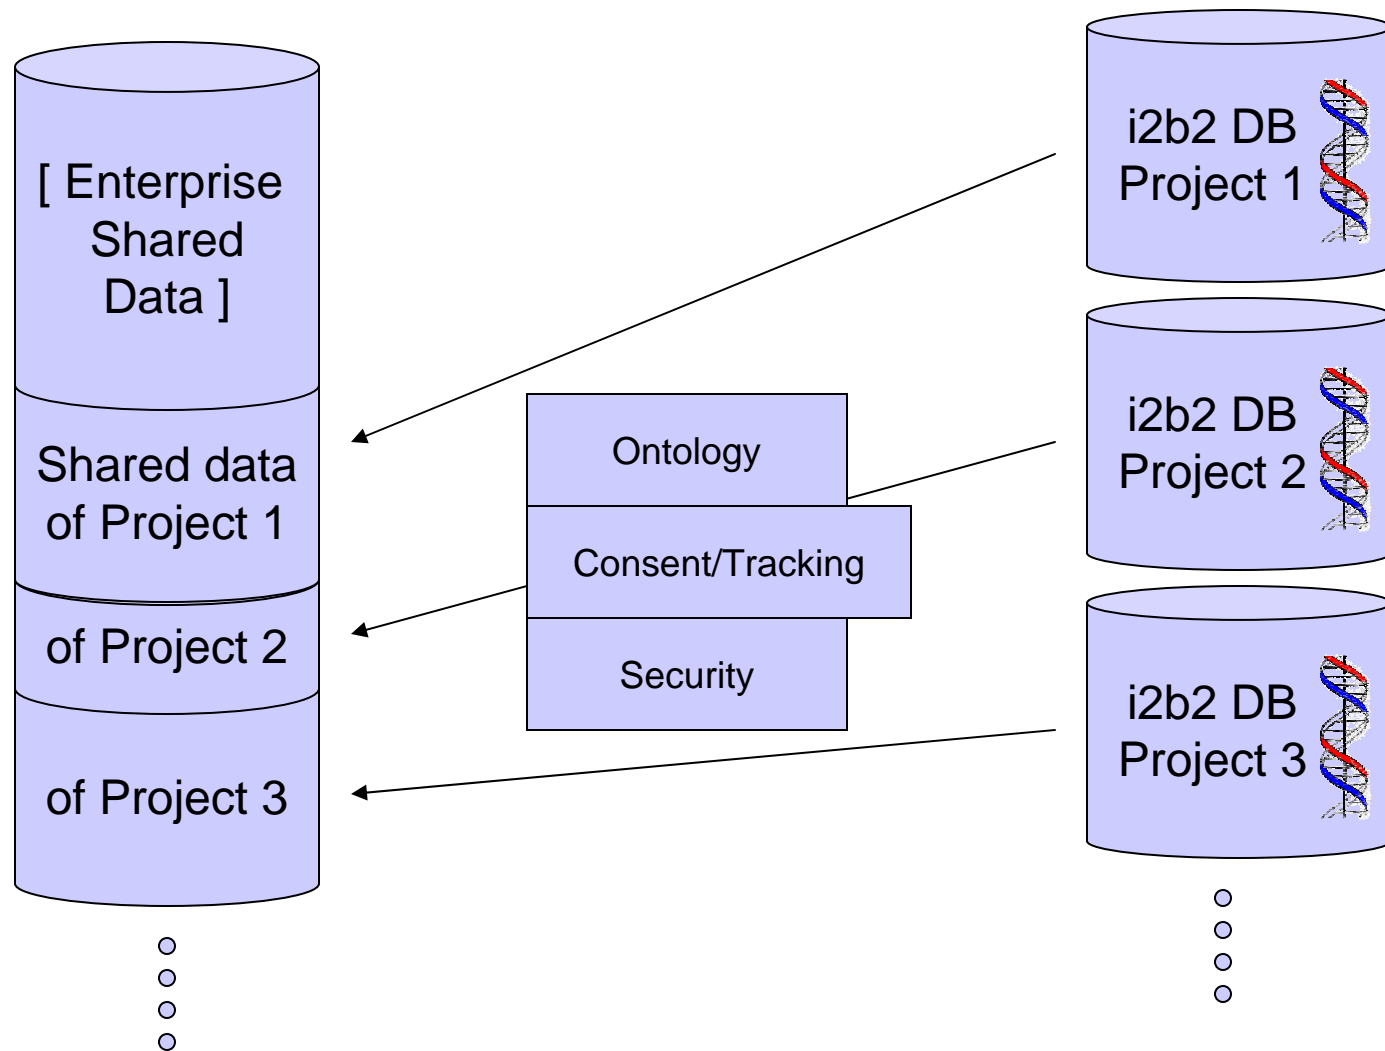 [ Enterprise
Shared
Data ]
Shared data
of Project 1
of Project 2
of Project 3
Ontology
Consent/Tracking
Security
i2b2 DB
Project 1
i2b2 DB
Project 2
i2b2 DB
Project 3